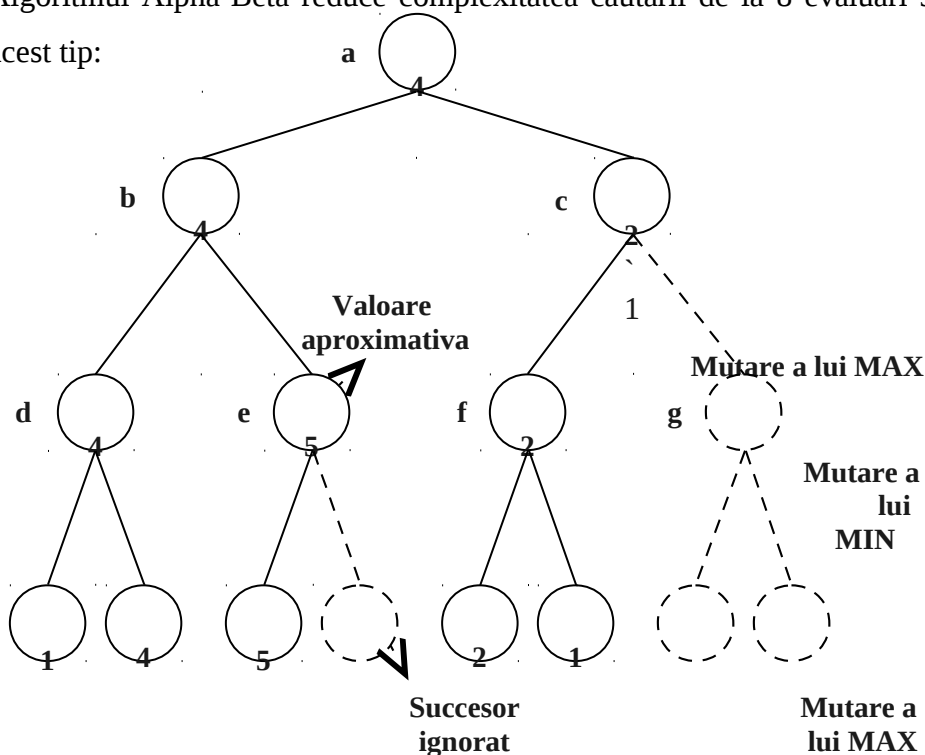 Algoritmul Alpha Beta reduce complexitatea căutării de la 8 evaluări
acest tip:
a
4
b
4
c
2
`
1
Valoare
aproximativa
Mutare a lui MAX
d
4
e
5
f
2
g
Mutare a
lui
MIN
1
4
5
2
1
Succesor
ignorat
Mutare a
lui MAX